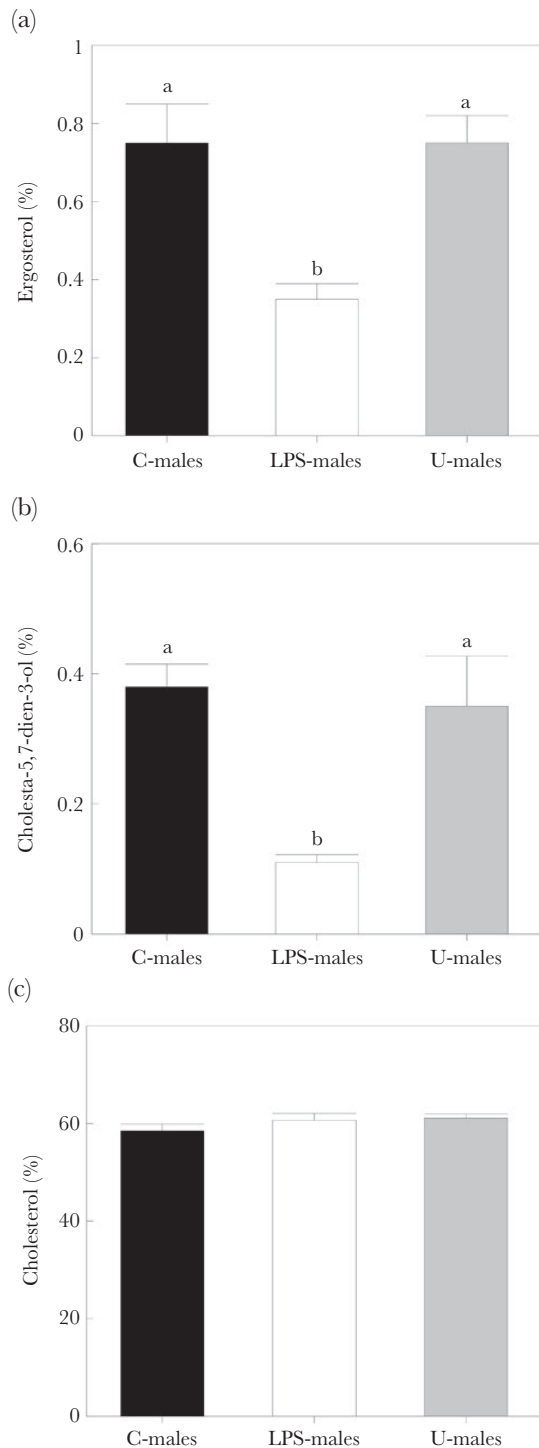 (a)
1
0.8
0.6
0.4
0.2
0
Ergosterol (%)
a
b
a
C-males LPS-males U-males
(b)
0.6
0.4
0.2
0
Cholesta-5,7-dien-3-ol (%)
a
b
a
C-males LPS-males U-males
(c)
80
60
40
20
0
Cholesterol (%)
C-males LPS-males U-males